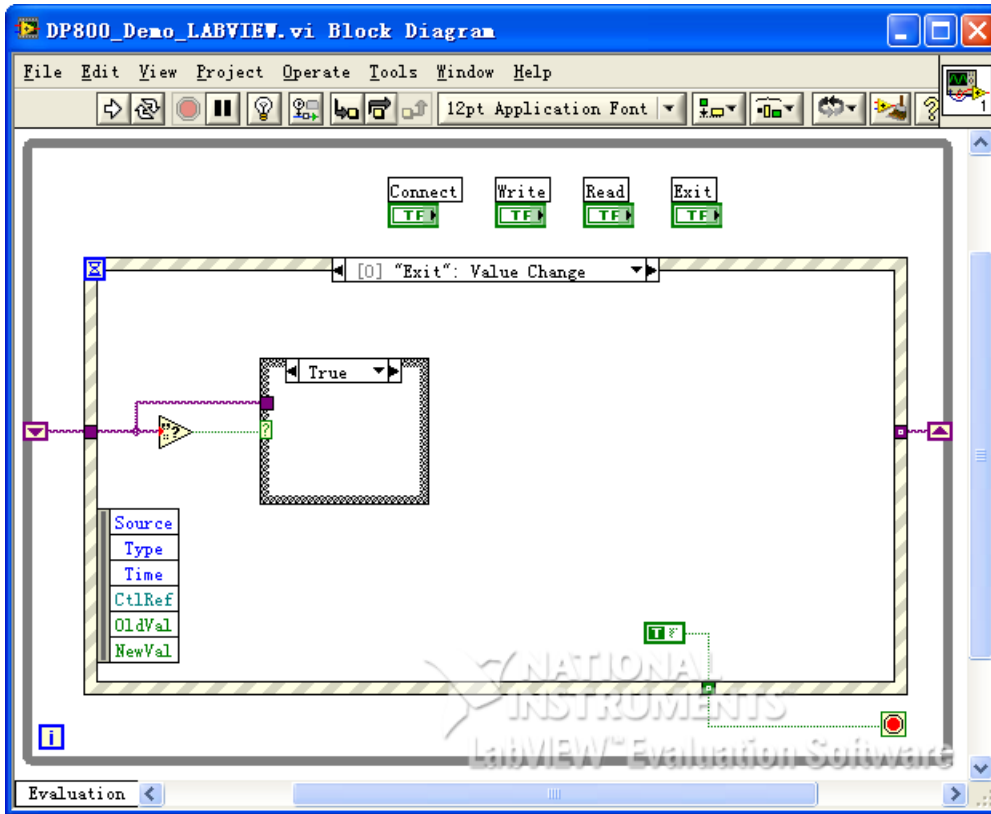 DP800_Demo_LABVIEW.vi Block Diagram
File Edit View Project Operate Tools Window Help
12pt Application Font
?
1
Connect Write Read Exit
TF TF TF TF
[0] "Exit": Value Change
True
?
?
Source
Type
Time
CtlRef
OldVal
NewVal
T F
NATIONAL
INSTRUMENTS
i
LabVIEW™ Evaluation Software
Evaluation